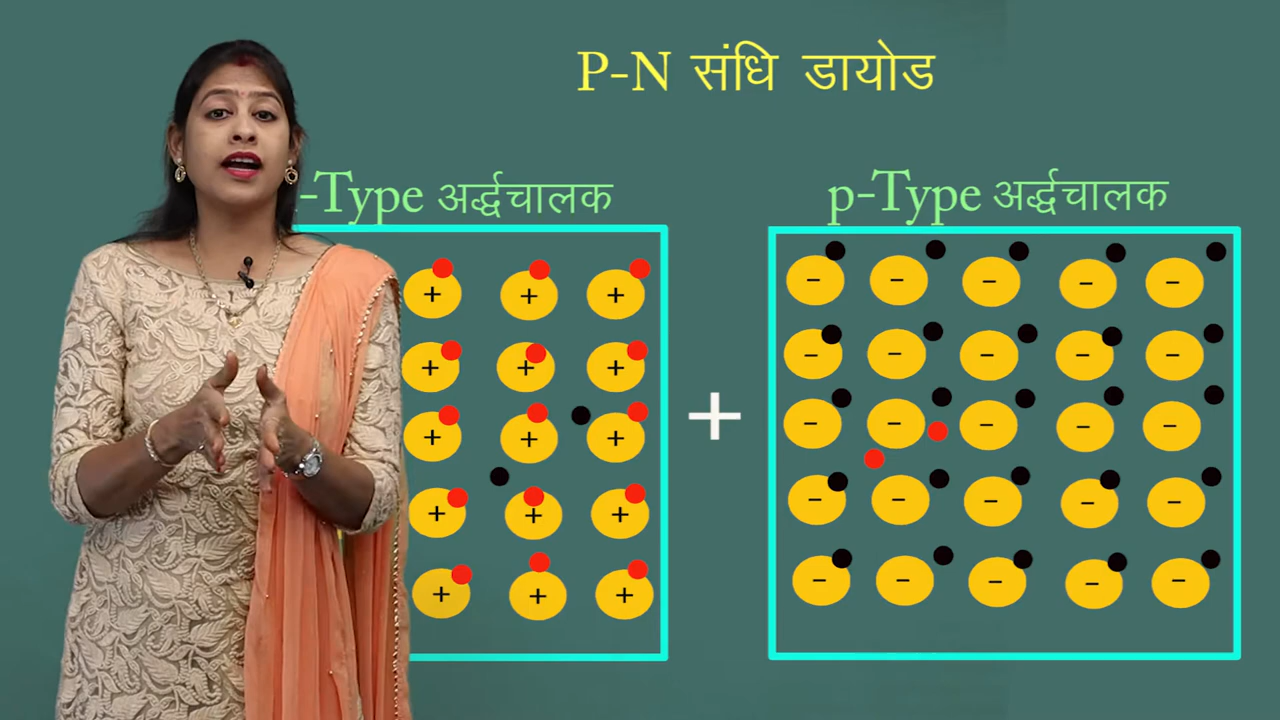 P-N संधि डायोड
-Type अर्द्धचालक
p-Type अर्द्धचालक
+ + +
+
− − − − −
+ + +
− − − − −
+ + +
− − − − −
+ + +
− − − − −
+ + +
− − − − −